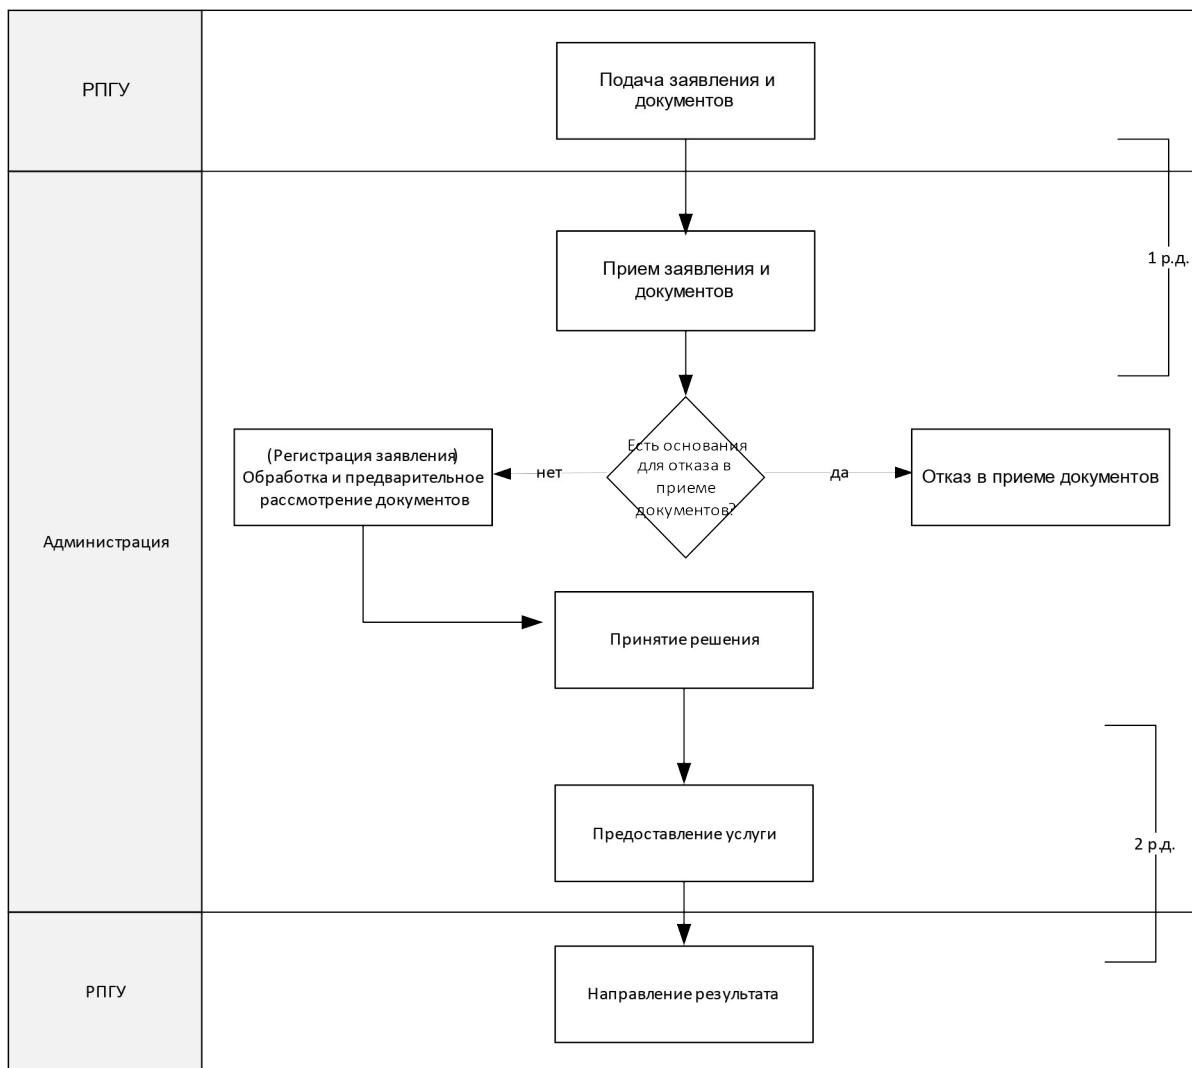 РПГУ
Подача заявления и
документов
1 р.д.
Прием заявления и
документов
Администрация
(Регистрация заявления)
Обработка и предварительное
рассмотрение документов
нет
Есть основания
для отказа в
приеме
документов?
да
Отказ в приеме документов
Принятие решения
Предоставление услуги
2 р.д.
РПГУ
Направление результата